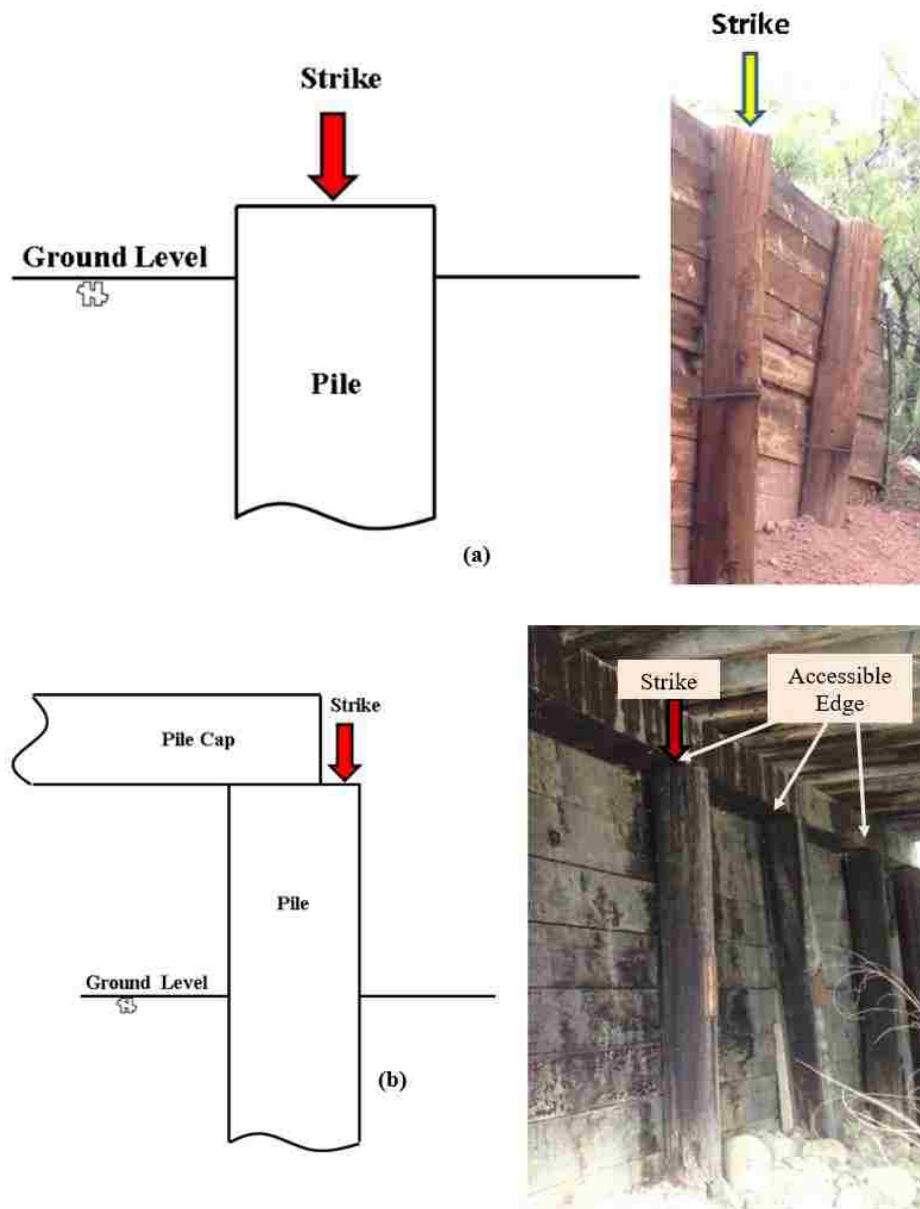 Strike
Strike
Ground Level
Pile
(a)
Pile Cap
Strike
Pile
Ground Level
(b)
Strike
Accessible
Edge